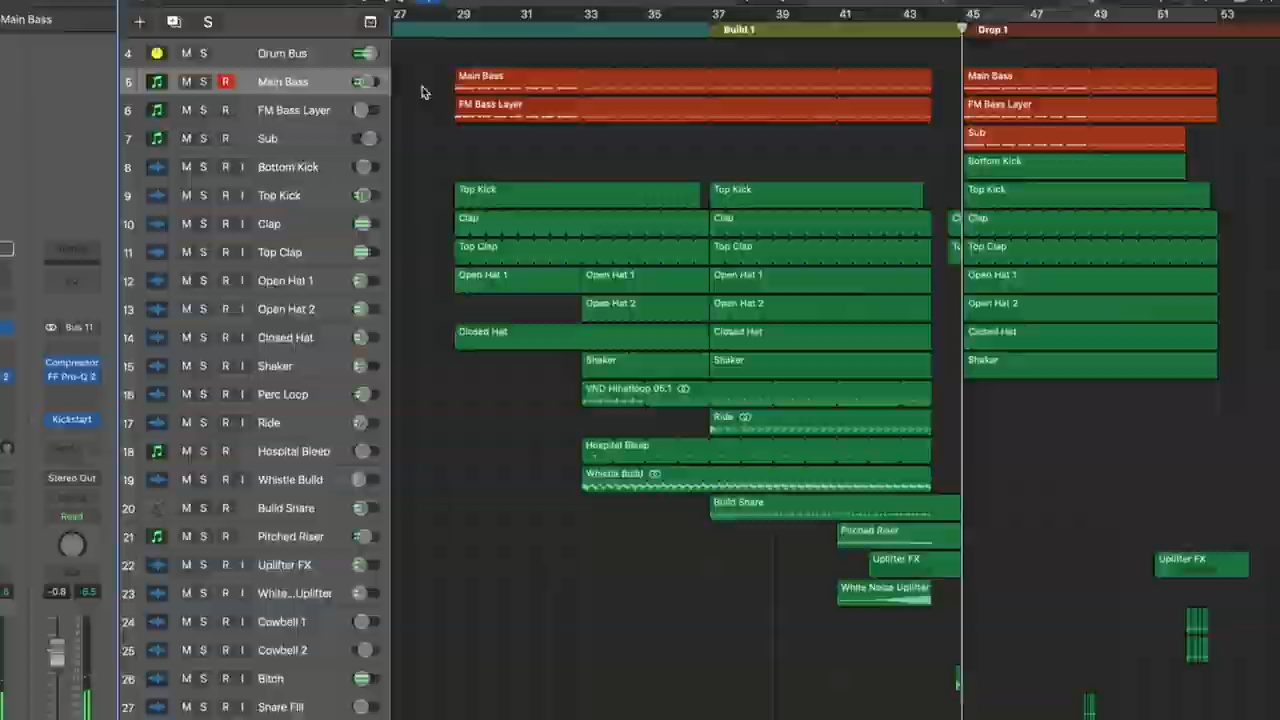 Main Bass
S
27 29 31 33 35 37 39 41 43 45 47 49 51 53
Build 1 Drop 1
4 M S Drum Bus
5 M S R Main Bass
Main Bass Main Bass
6 M S R FM Bass Layer
FM Bass Layer FM Bass Layer
7 M S R Sub
Sub
8 M S R I Bottom Kick
Bottom Kick
9 M S R I Top Kick
Top Kick Top Kick Top Kick
10 M S R I Clap
Clap Clap C Clap
11 M S R I Top Clap
Top Clap Top Clap To Top Clap
12 M S R I Open Hat 1
Open Hat 1 Open Hat 1 Open Hat 1 Open Hat 1
13 M S R I Open Hat 2
Open Hat 2 Open Hat 2 Open Hat 2
14 M S R I Closed Hat
Closed Hat Closed Hat Closed Hat
15 M S R I Shaker
Shaker Shaker Shaker
16 M S R I Perc Loop
17 M S R I Ride
Ride
18 M S R Hospital Bleep
Hospital Bleep
19 M S R I Whistle Build
Whistle Build
20 M S R Build Snare
Build Snare
21 M S R Pitched Riser
Pitched Riser
22 M S R I Uplifter FX
Uplifter FX Uplifter FX
23 M S R I White...Uplifter
White Noise Uplifter
24 M S R I Cowbell 1
25 M S R I Cowbell 2
26 M S R I Bitch
27 M S R I Snare Fill
Bus 11
Compressor
FF Pro-Q 2
2
Kickstart
Stereo Out
Read
-0.8 -6.5